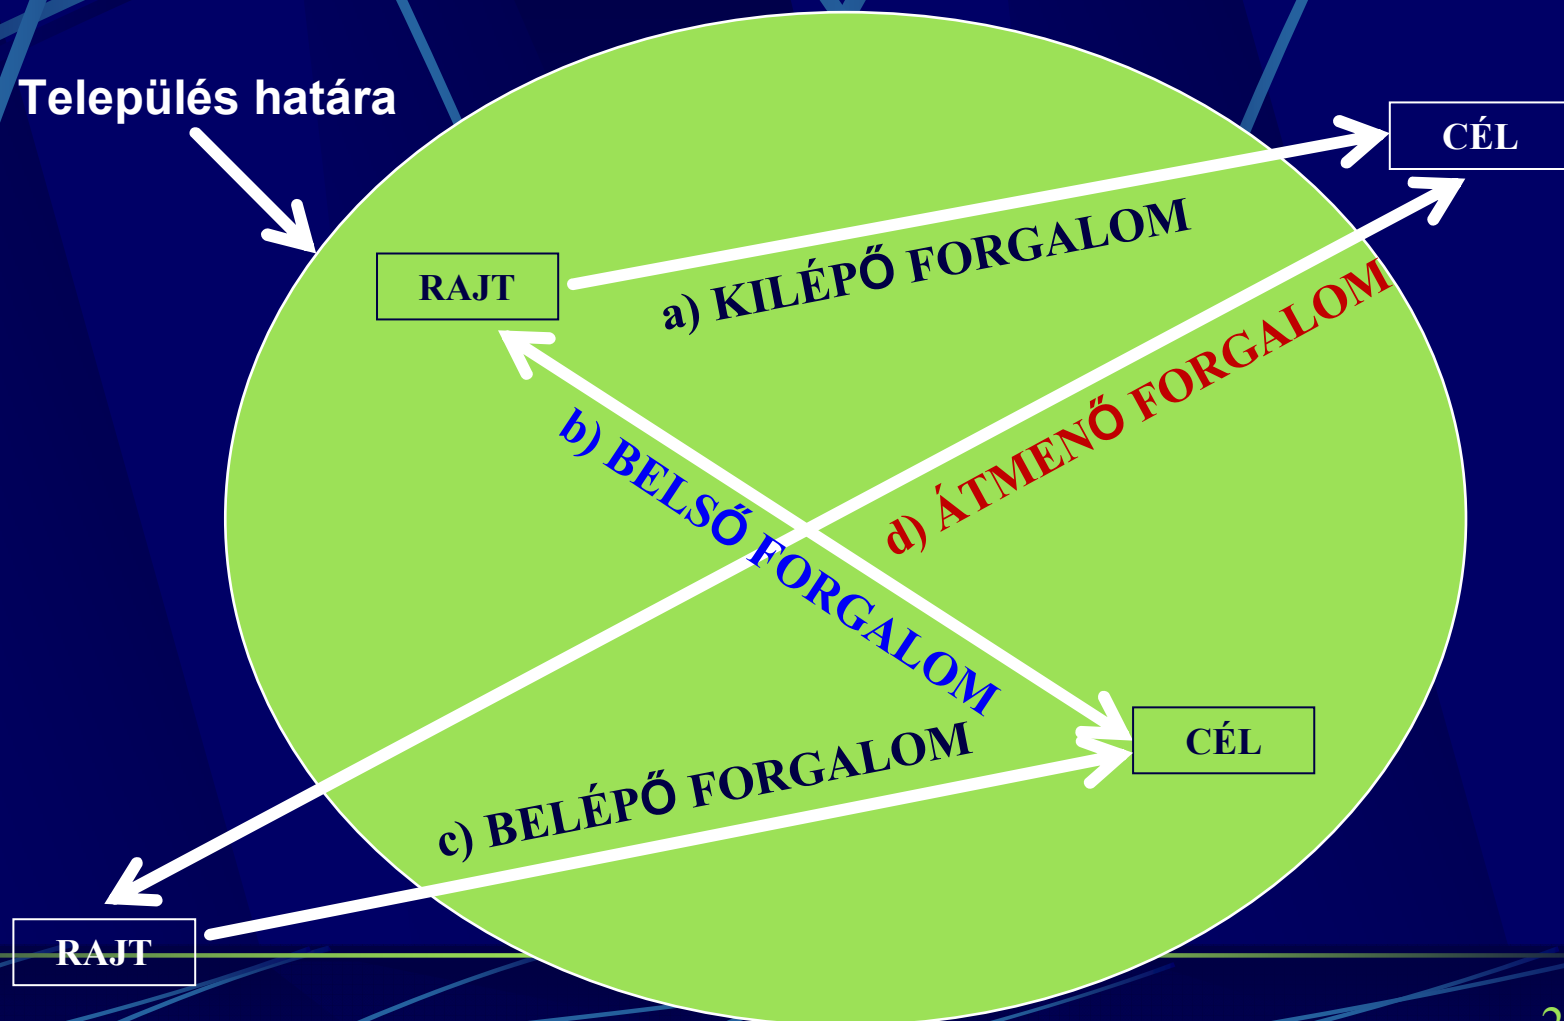 Település határa
CÉL
RAJT
a) KILÉPŐ FORGALOM
d) ÁTMENŐ FORGALOM
b) BELSŐ FORGALOM
c) BELÉPŐ FORGALOM
CÉL
RAJT